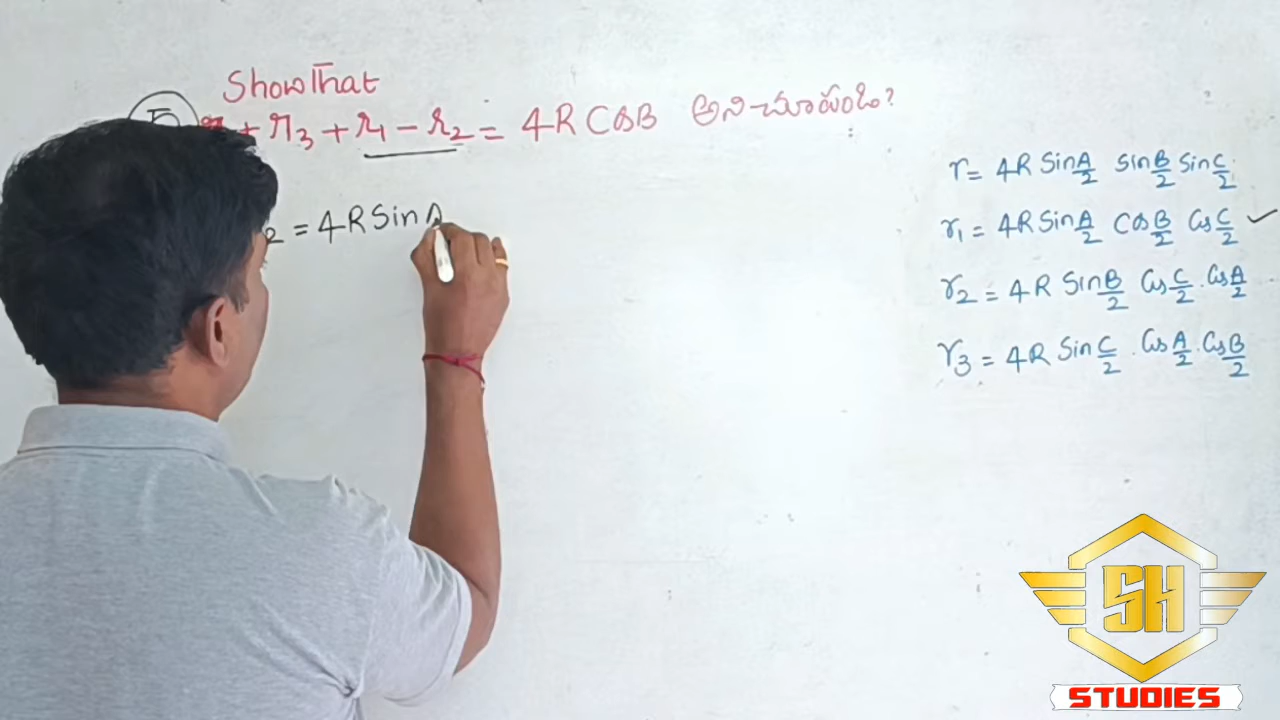 Show That
+ r3 + r1 - r2 = 4R CosB అని చూపండి?
2 = 4R Sin A
r = 4R Sin A/2 Sin B/2 Sin C/2
r1 = 4R Sin A/2 Cos B/2 Cos C/2 ✓
r2 = 4R Sin B/2 Cos C/2 . Cos A/2
r3 = 4R Sin C/2 . Cos A/2 . Cos B/2
SH
STUDIES